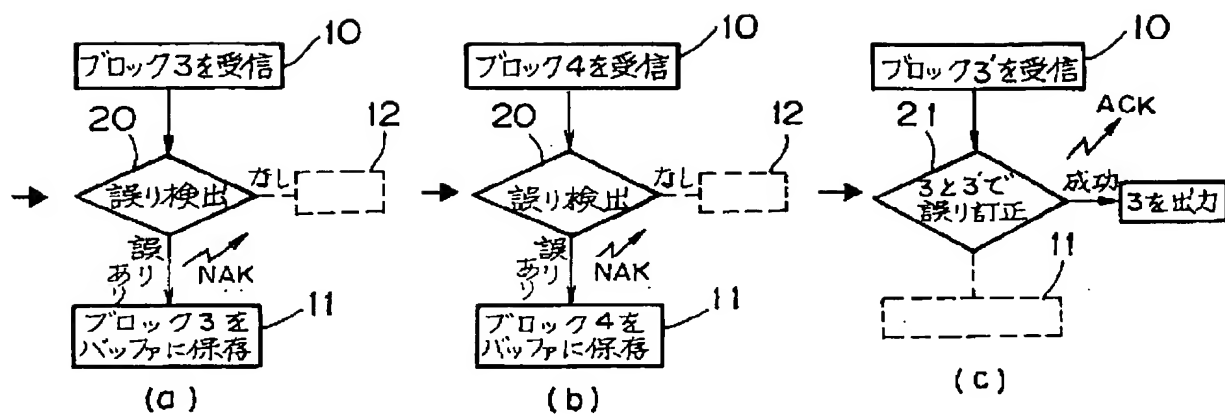 10
ブロック3を受信
20
12
誤り検出
なし
誤り
あり
NAK
ブロック3を
バッファに保存
11
(a)
10
ブロック4を受信
20
12
誤り検出
なし
誤り
あり
NAK
ブロック4を
バッファに保存
11
(b)
10
ブロック3'を受信
21
ACK
3と3'で
誤り訂正
成功
3を出力
11
(c)